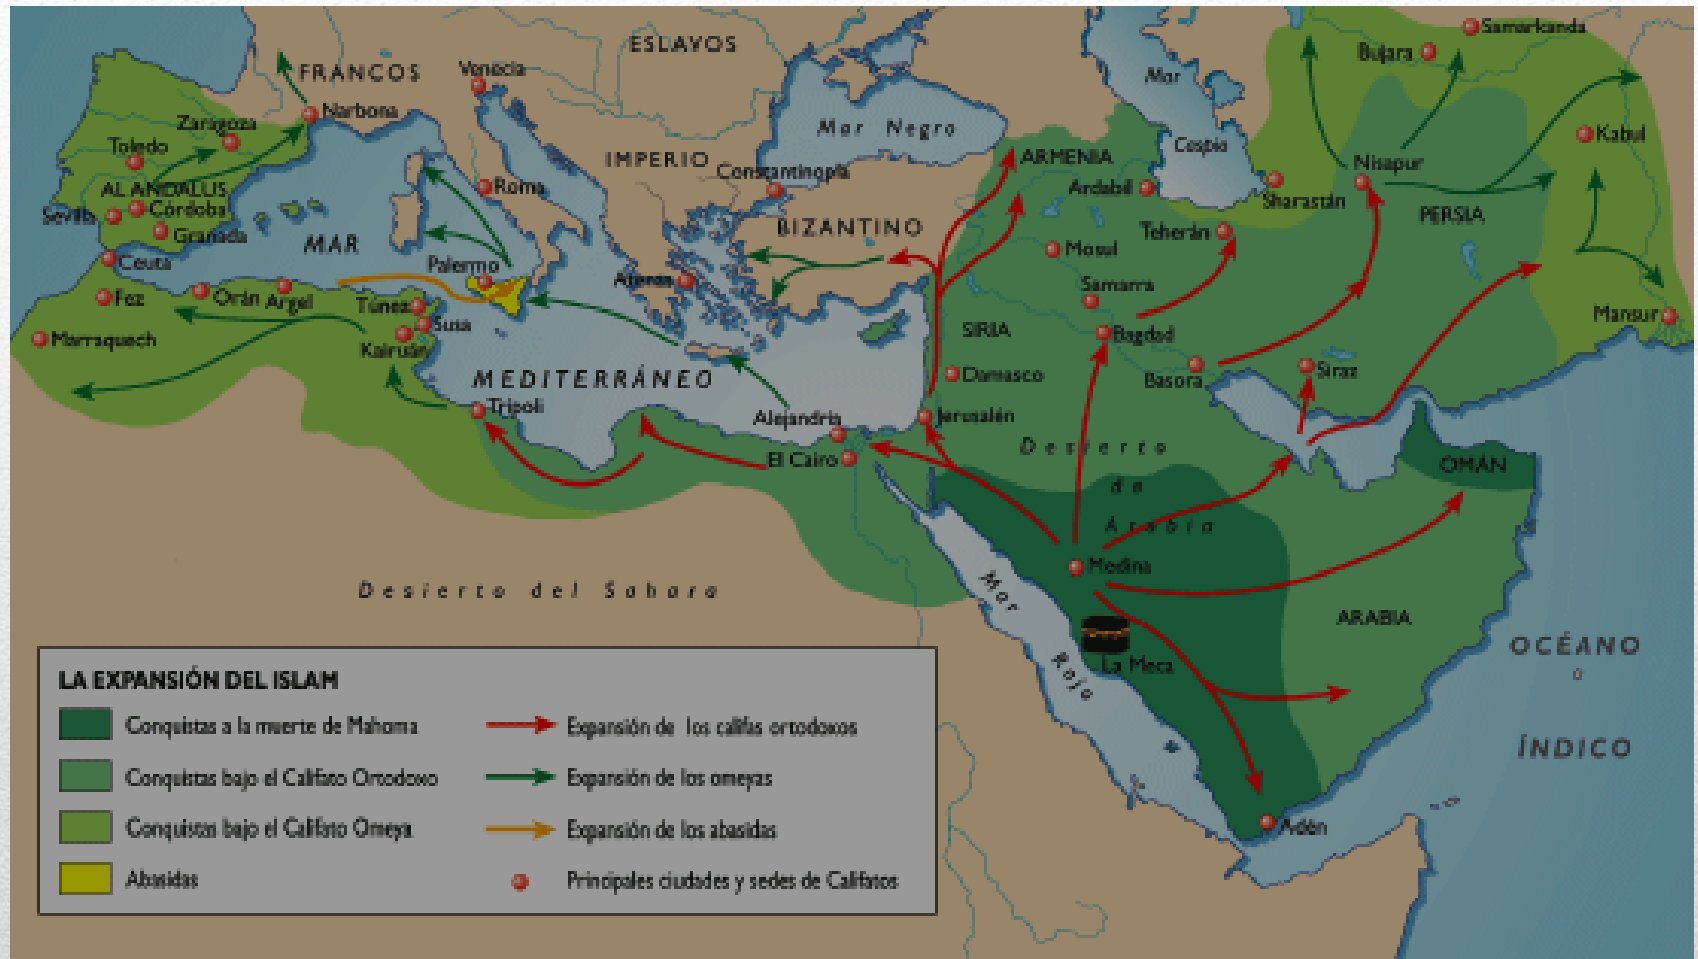 ESLAVOS
FRANCOS
Venecia
Narbona
Zaragoza
Toledo
AL ANDALUS
Sevilla
Córdoba
Granada
Ceuta
Fez
Orán
Argel
Túnez
Susa
Kairuán
Marraquech
Trípoli
MAR
MEDITERRÁNEO
Palermo
Roma
IMPERIO
Constantinopla
BIZANTINO
Atenas
Mar Negro
Mar
Caspio
ARMENIA
Ardabil
Mosul
Teherán
Samarra
Bagdad
SIRIA
Damasco
Jerusalén
Alejandría
El Cairo
Basora
Siraz
Sharastán
Nisapur
PERSIA
Bujara
Samarkanda
Kabul
Mansur
Desierto
de
Arabia
OMÁN
Medina
La Meca
ARABIA
Mar
Rojo
Adén
OCÉANO
ÍNDICO
Desierto del Sahara
LA EXPANSIÓN DEL ISLAM
Conquistas a la muerte de Mahoma
Conquistas bajo el Califato Ortodoxo
Conquistas bajo el Califato Omeya
Abasidas
Expansión de los califas ortodoxos
Expansión de los omeyas
Expansión de los abasidas
Principales ciudades y sedes de Califatos